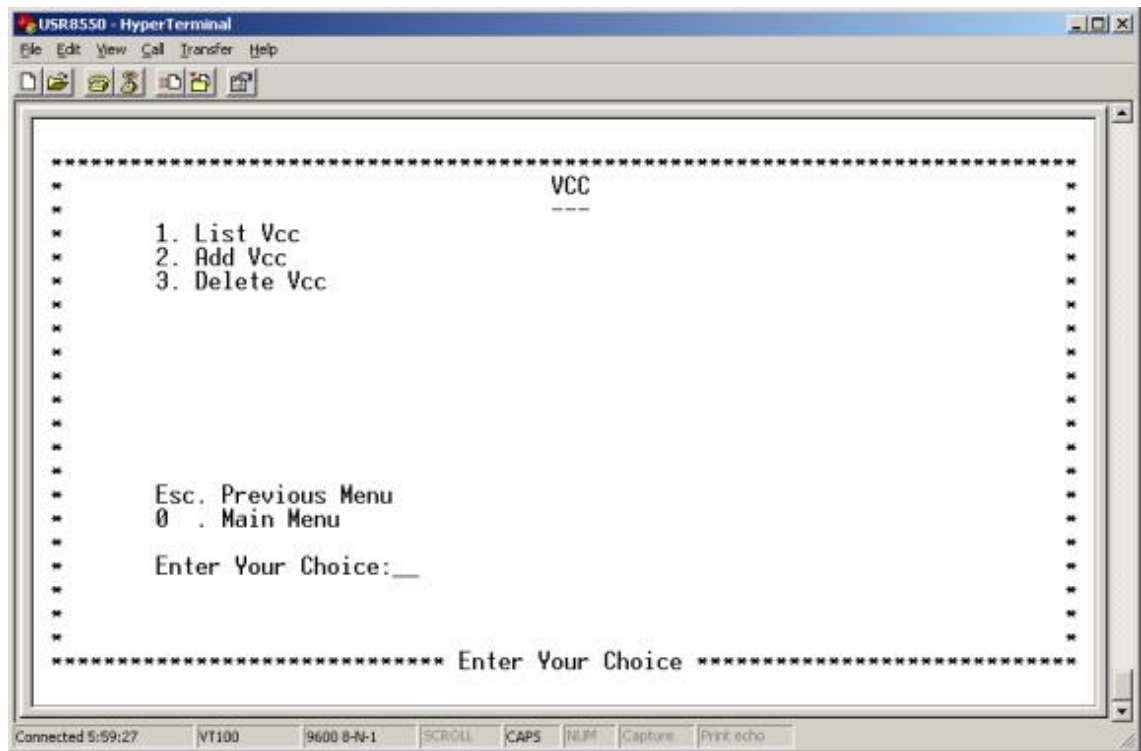 USR8550 - HyperTerminal
File Edit View Call Transfer Help
******************************************************************************
* VCC *
* --- *
* 1. List Vcc *
* 2. Add Vcc *
* 3. Delete Vcc *
* *
* *
* *
* *
* *
* *
* *
* *
* Esc. Previous Menu *
* 0 . Main Menu *
* *
* Enter Your Choice:__ *
* *
* *
* *
****************************** Enter Your Choice *****************************
Connected 5:59:27 VT100 9600 8-N-1 SCROLL CAPS NUM Capture Print echo